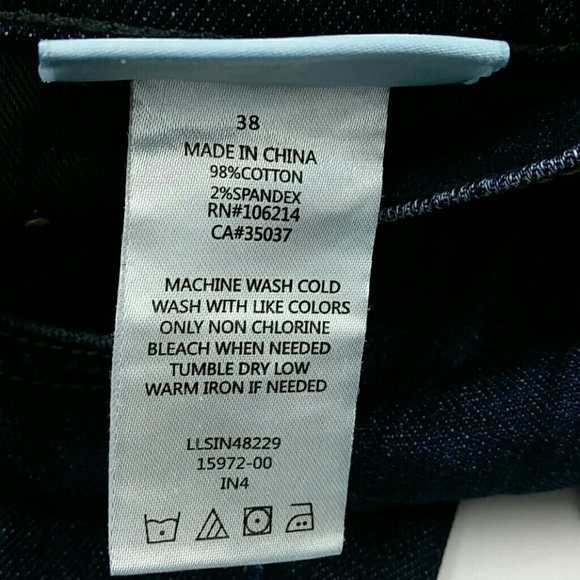 38
MADE IN CHINA
98%COTTON
2%SPANDEX
RN#106214
CA#35037
MACHINE WASH COLD
WASH WITH LIKE COLORS
ONLY NON CHLORINE
BLEACH WHEN NEEDED
TUMBLE DRY LOW
WARM IRON IF NEEDED
LLSIN48229
15972-00
IN4